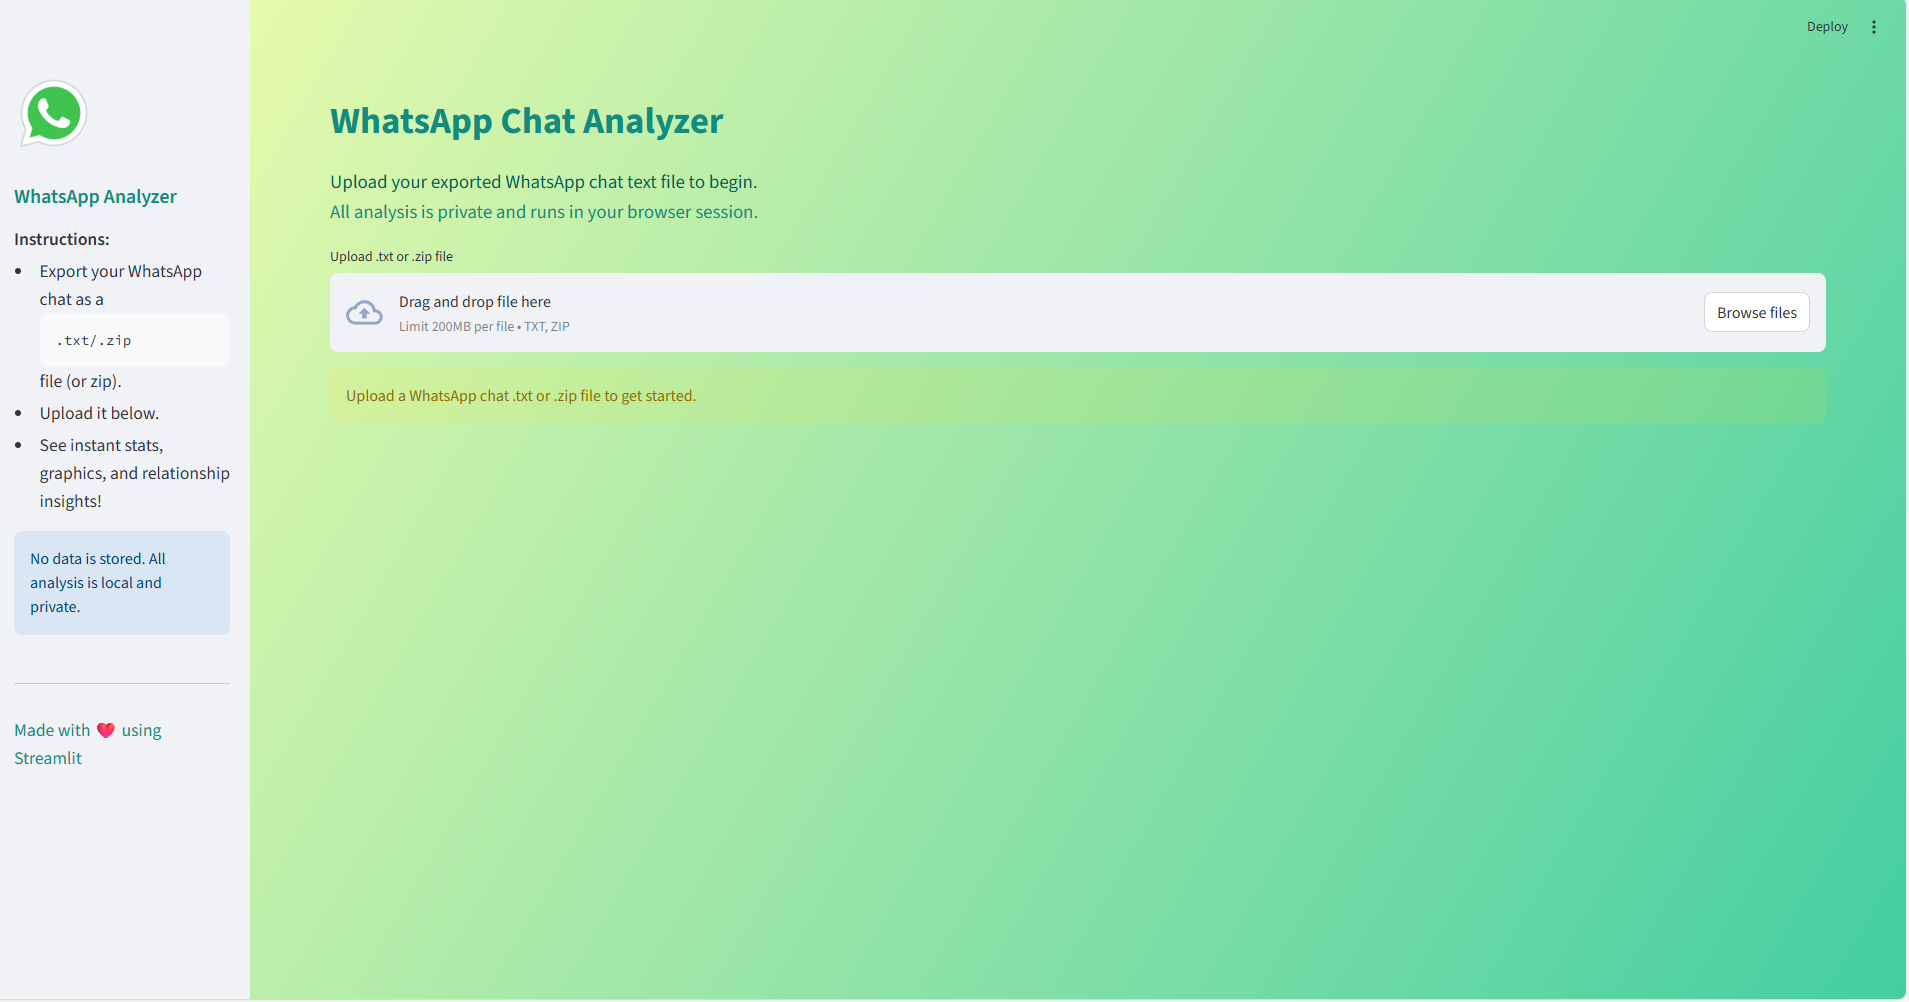 Deploy
WhatsApp Analyzer
Instructions:
Export your WhatsApp
chat as a
.txt/.zip
file (or zip).
Upload it below.
See instant stats,
graphics, and relationship
insights!
No data is stored. All
analysis is local and
private.
Made with ❤️ using
Streamlit
WhatsApp Chat Analyzer
Upload your exported WhatsApp chat text file to begin.
All analysis is private and runs in your browser session.
Upload .txt or .zip file
Drag and drop file here
Limit 200MB per file • TXT, ZIP
Browse files
Upload a WhatsApp chat .txt or .zip file to get started.